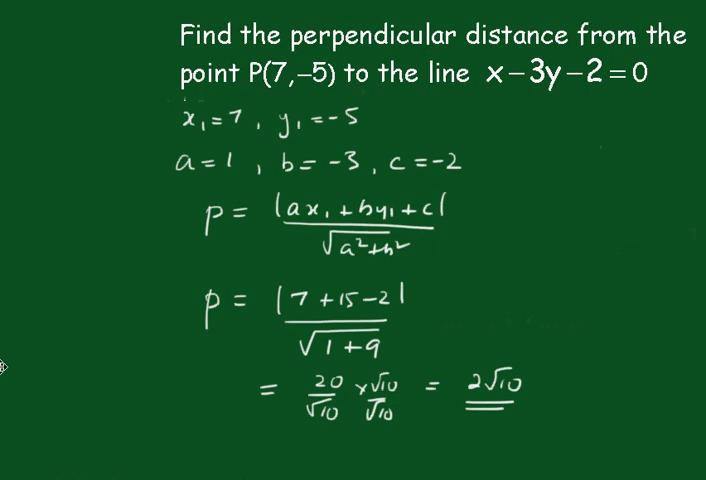 Find the perpendicular distance from the
point P(7,–5) to the line x–3y–2=0
x₁=7, y₁=-5
a=1, b=-3, c=-2
P = |ax₁+by₁+c| / √a²+b²
P = |7+15-2| / √1+9
= 20/√10 × √10/√10 = 2√10